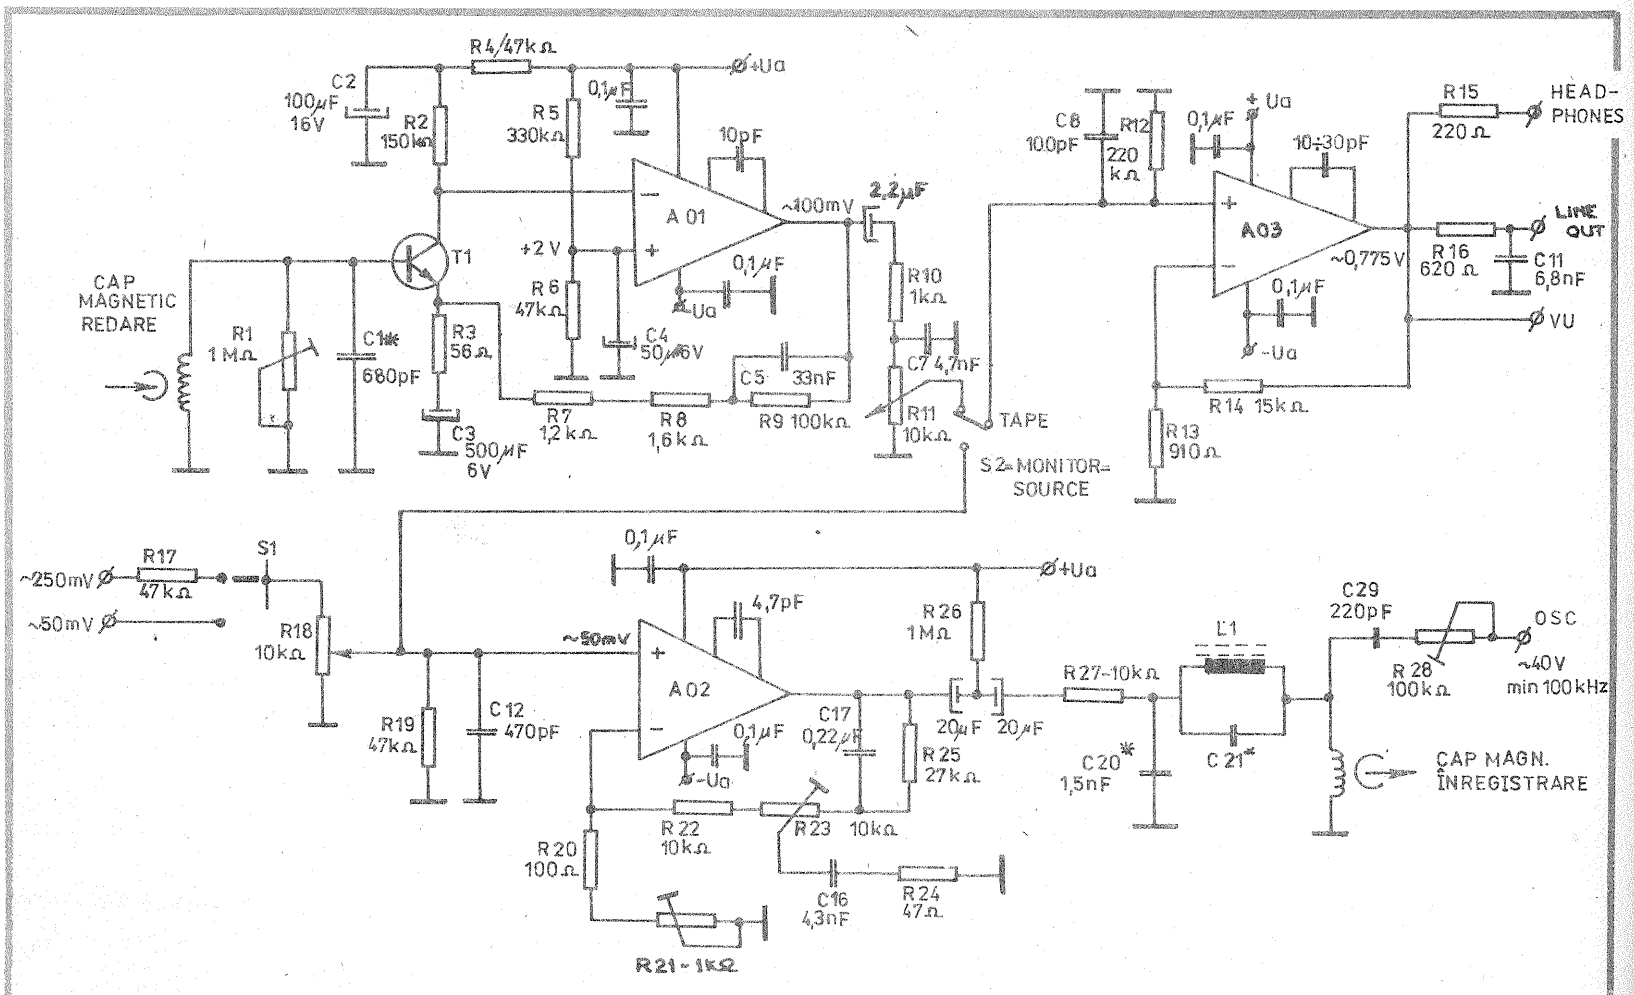 R4/47kΩ
+Ua
C2
100µF
16V
R2
150kΩ
R5
330kΩ
0,1µF
10pF
A01
−
+
~100mV
2,2µF
+2V
T1
0,1µF
-Ua
R6
47kΩ
C4
50µF
6V
R10
1kΩ
C7 4,7nF
CAP
MAGNETIC
REDARE
R1
1MΩ
C1*
680pF
R3
56Ω
C3
500µF
6V
R7
1,2kΩ
R8
1,6kΩ
C5
33nF
R9 100kΩ
R11
10kΩ
TAPE
S2=MONITOR=
SOURCE
100pF
R12
220
kΩ
0,1µF
+Ua
10÷30pF
+
A03
−
~0,775V
0,1µF
-Ua
R14 15kΩ
R13
910Ω
R15
220Ω
HEAD-
PHONES
LINE
OUT
R16
620Ω
C11
6,8nF
VU
~250mV
R17
47kΩ
S1
~50mV
R18
10kΩ
R19
47kΩ
C12
470pF
0,1µF
+Ua
4,7pF
~50mV
+
A02
−
0,1µF
-Ua
R26
1MΩ
C17
0,22µF
R25
27kΩ
20µF
20µF
R27-10kΩ
L1
C20*
1,5nF
C21*
C29
220pF
R28
100kΩ
OSC
~40V
min 100kHz
CAP MAGN.
ÎNREGISTRARE
R22
10kΩ
R23
10kΩ
R20
100Ω
C16
4,3nF
R24
47Ω
R21-1kΩ